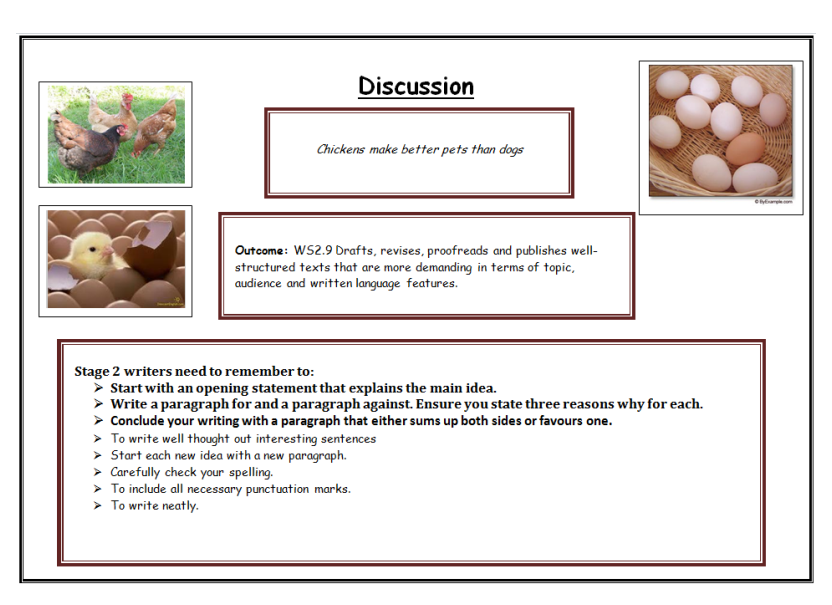 Discussion
Chickens make better pets than dogs
© ByExample.com
Outcome: WS2.9 Drafts, revises, proofreads and publishes well-
structured texts that are more demanding in terms of topic,
audience and written language features.
Stage 2 writers need to remember to:
➤ Start with an opening statement that explains the main idea.
➤ Write a paragraph for and a paragraph against. Ensure you state three reasons why for each.
➤ Conclude your writing with a paragraph that either sums up both sides or favours one.
➤ To write well thought out interesting sentences
➤ Start each new idea with a new paragraph.
➤ Carefully check your spelling.
➤ To include all necessary punctuation marks.
➤ To write neatly.